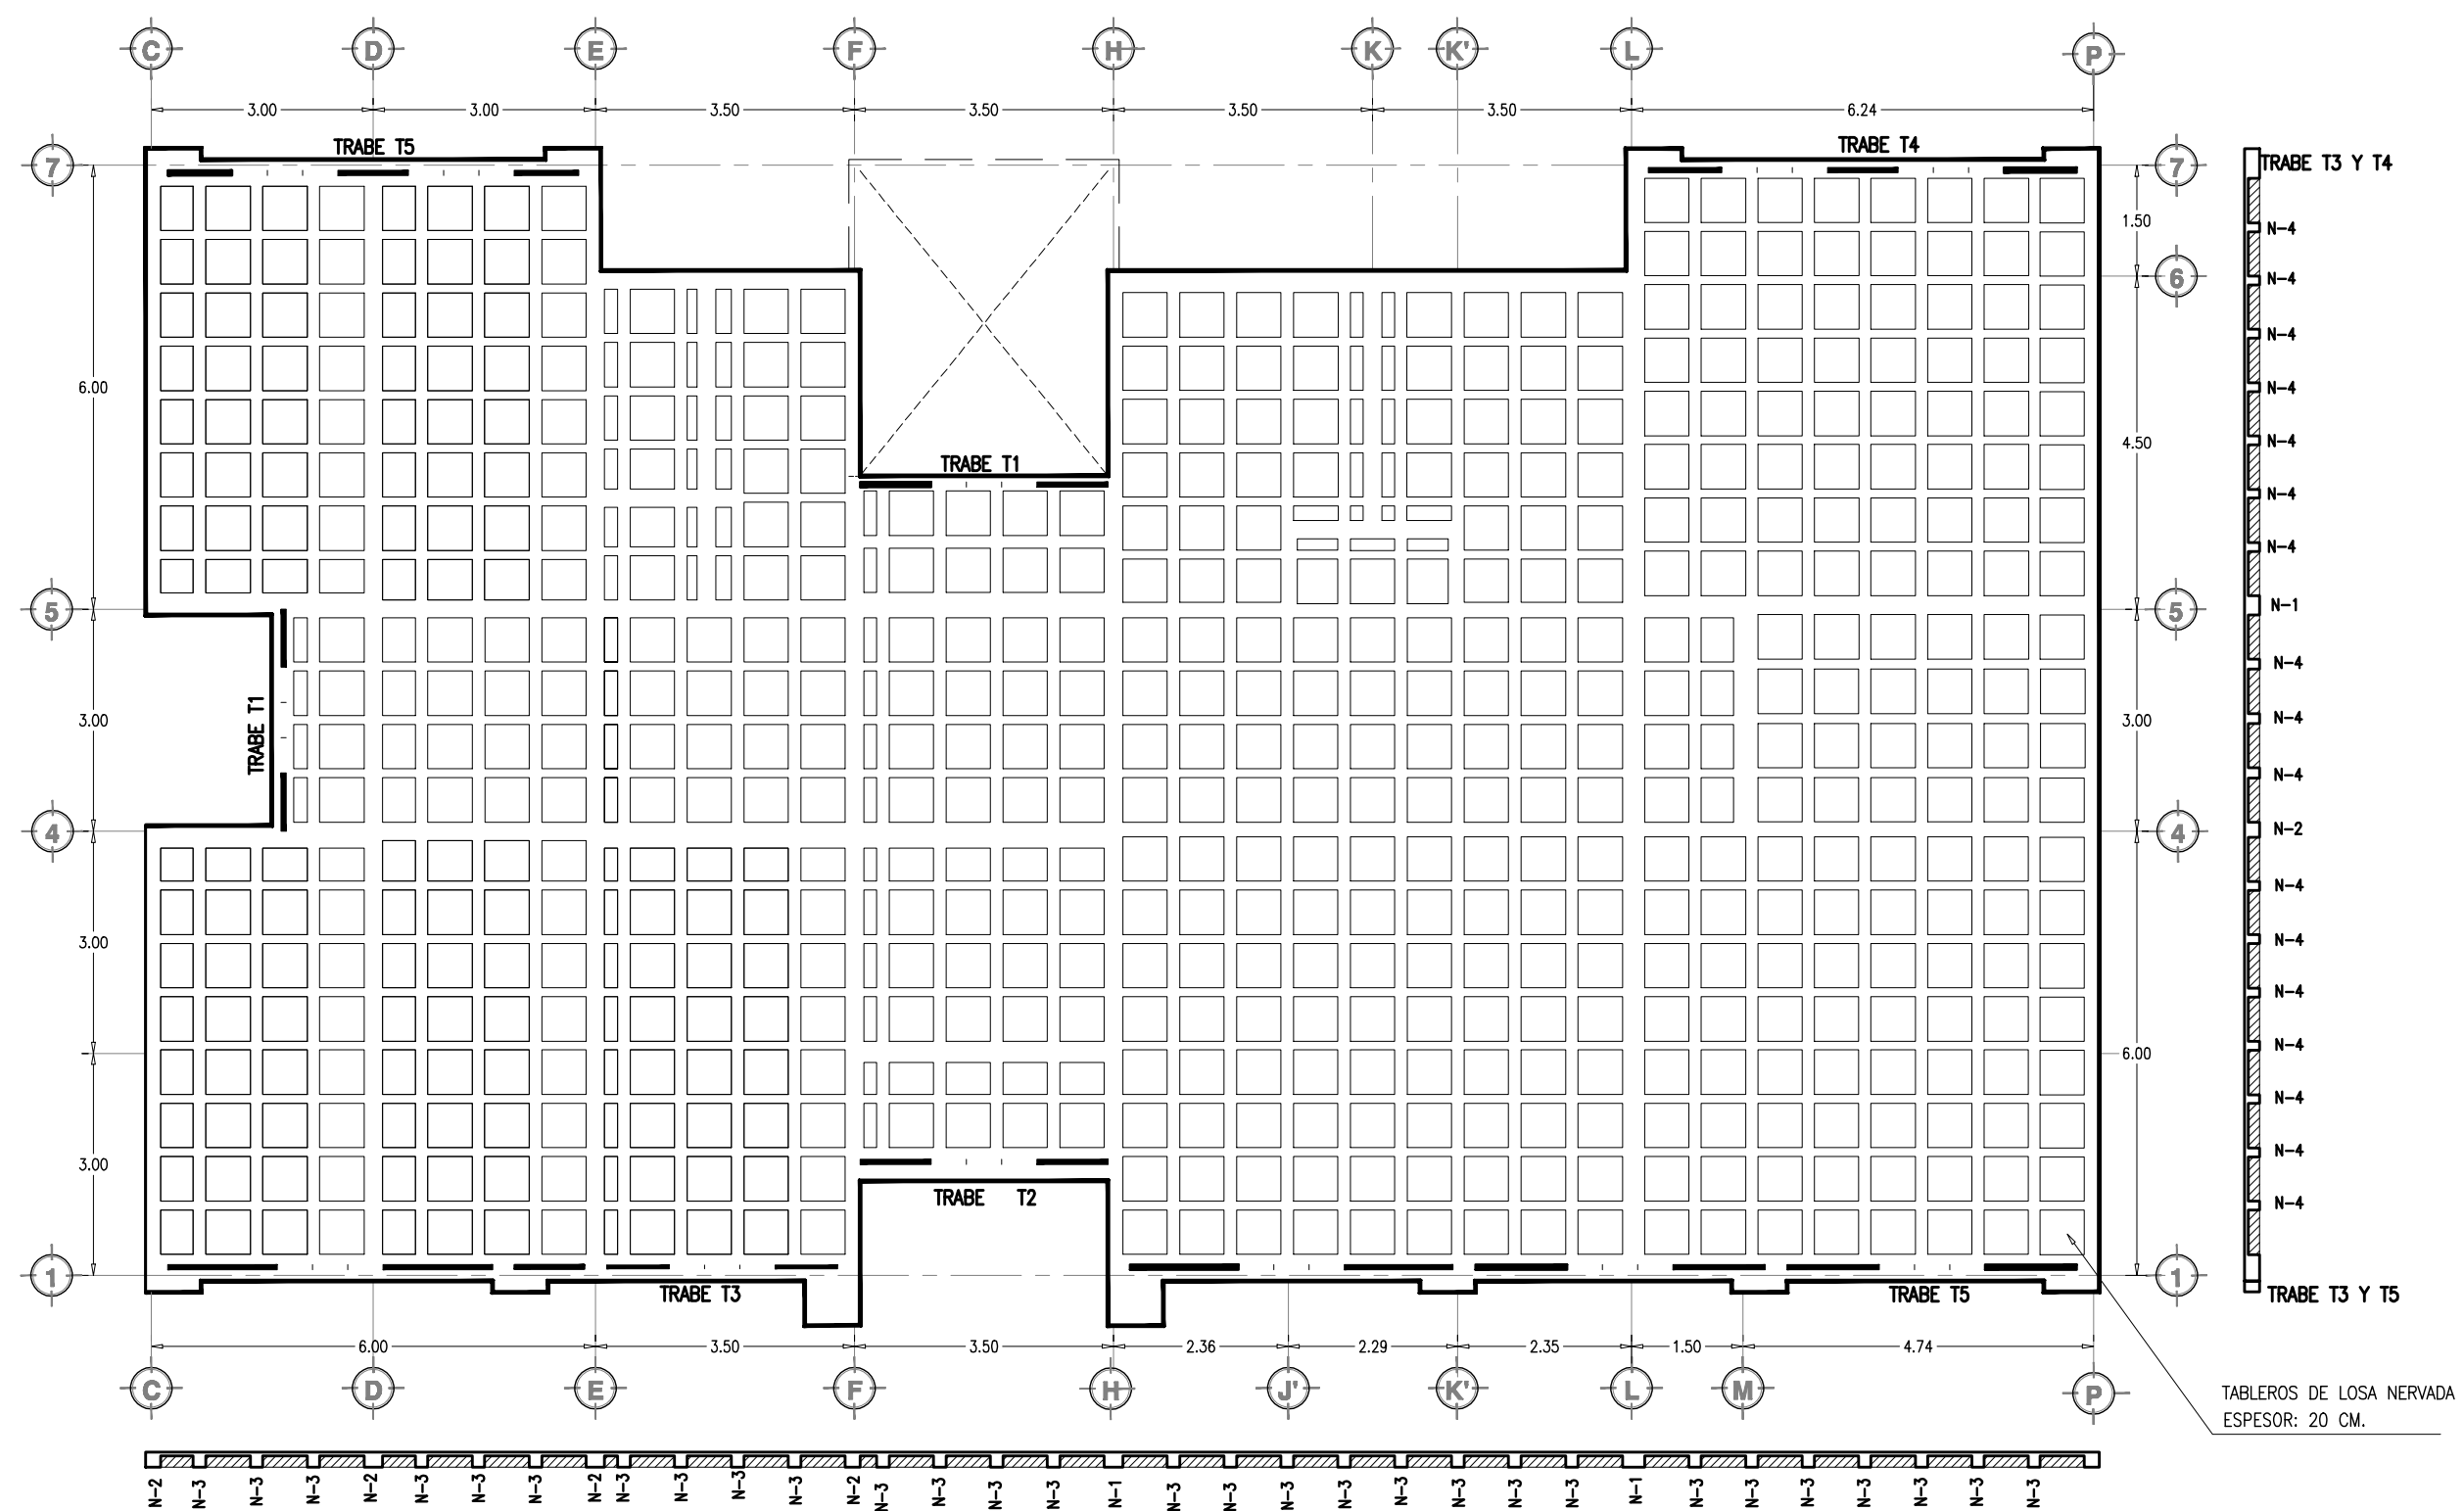 C D E F H K K' L P
3.00 3.00 3.50 3.50 3.50 3.50 6.24
TRABE T5
TRABE T4
7
7
TRABE T3 Y T4
1.50
N-4
6
N-4
N-4
6.00
N-4
4.50
N-4
TRABE T1
N-4
N-4
5
5
N-1
N-4
TRABE T1
3.00
3.00
N-4
N-4
4
4
N-2
N-4
3.00
N-4
N-4
N-4
6.00
N-4
3.00
N-4
TRABE T2
N-4
1
1
TRABE T3
TRABE T5
TRABE T3 Y T5
6.00 3.50 3.50 2.36 2.29 2.35 1.50 4.74
C D E F H J' K' L M P
TABLEROS DE LOSA NERVADA
ESPESOR: 20 CM.
N-2 N-3 N-3 N-3 N-2 N-3 N-3 N-3 N-2 N-3 N-3 N-3 N-3 N-2 N-3 N-3 N-3 N-3 N-1 N-3 N-3 N-3 N-3 N-3 N-3 N-3 N-3 N-1 N-3 N-3 N-3 N-3 N-3 N-3 N-3